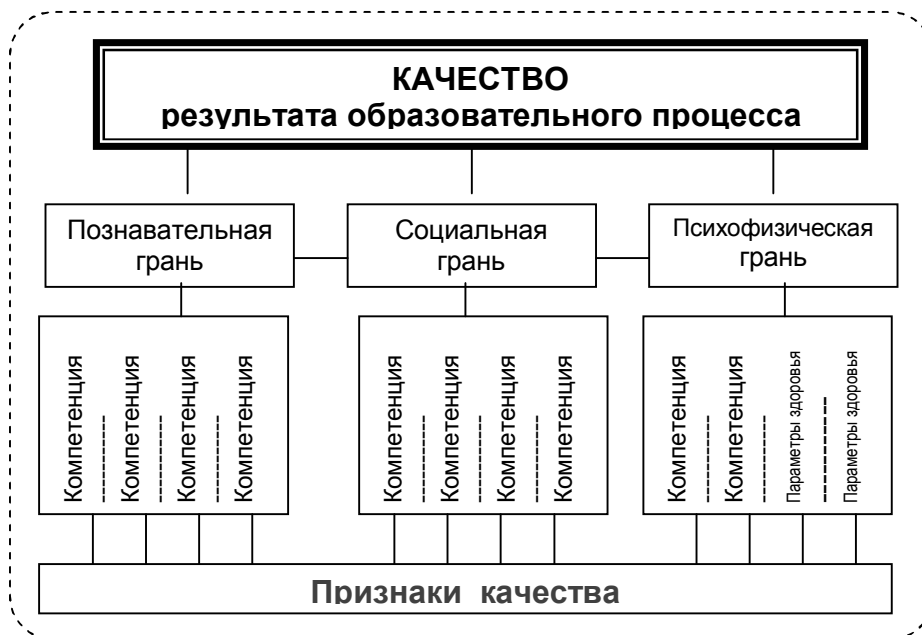 КАЧЕСТВО
результата образовательного процесса
Познавательная
грань
Социальная
грань
Психофизическая
грань
Компетенция
Компетенция
Компетенция
Компетенция
Компетенция
Компетенция
Компетенция
Компетенция
Компетенция
Компетенция
Параметры здоровья
Параметры здоровья
Признаки качества